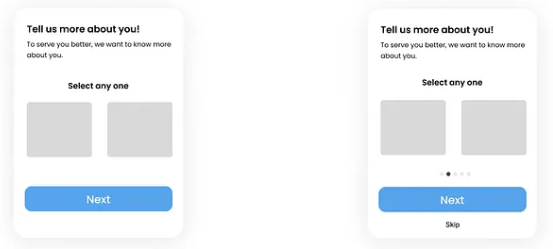 Tell us more about you!
To serve you better, we want to know more
about you.
Select any one
Next
Tell us more about you!
To serve you better, we want to know more
about you.
Select any one
Next
Skip